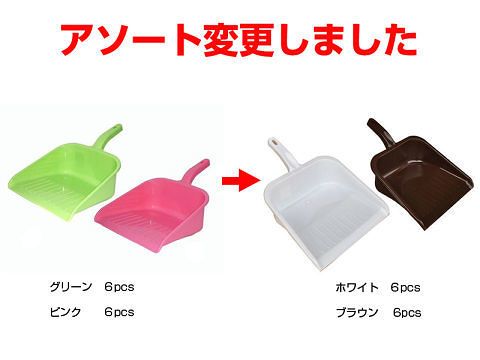 アソート変更しました
グリーン 6pcs
ピンク 6pcs
ホワイト 6pcs
ブラウン 6pcs